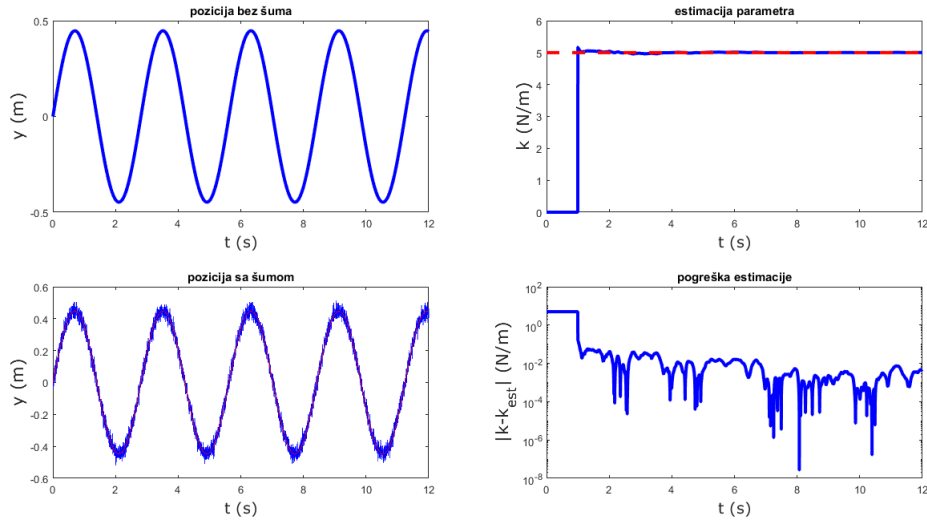 pozicija bez šuma
0.5
0
-0.5
y (m)
0 2 4 6 8 10 12
t (s)
estimacija parametra
6
5
4
3
2
1
0
k (N/m)
0 2 4 6 8 10 12
t (s)
pozicija sa šumom
0.6
0.4
0.2
0
-0.2
-0.4
-0.6
y (m)
0 2 4 6 8 10 12
t (s)
pogreška estimacije
10^2
10^0
10^-2
10^-4
10^-6
10^-8
|k-k_est| (N/m)
0 2 4 6 8 10 12
t (s)